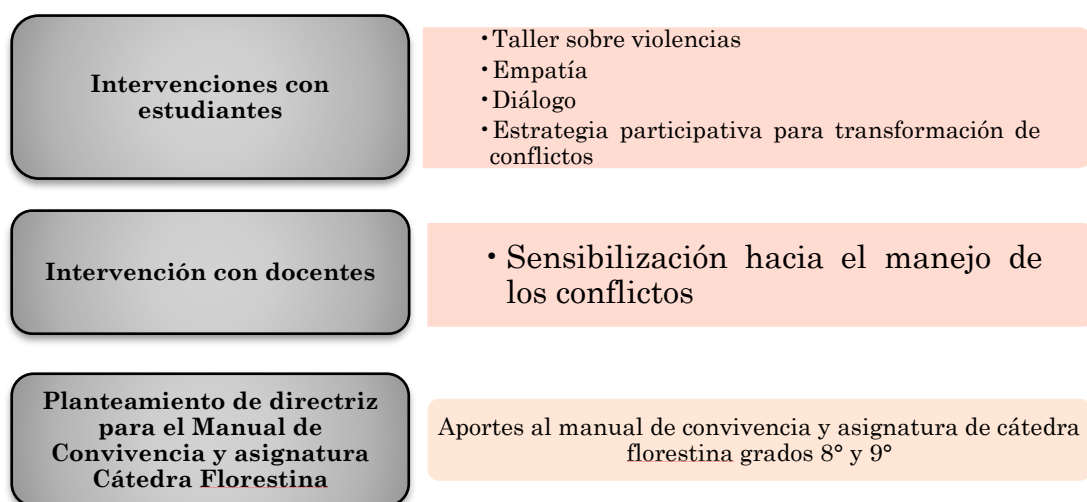 Intervenciones con
estudiantes
•Taller sobre violencias
•Empatía
•Diálogo
•Estrategia participativa para transformación de
conflictos
Intervención con docentes
• Sensibilización hacia el manejo de
los conflictos
Planteamiento de directriz
para el Manual de
Convivencia y asignatura
Cátedra Florestina
Aportes al manual de convivencia y asignatura de cátedra
florestina grados 8° y 9°